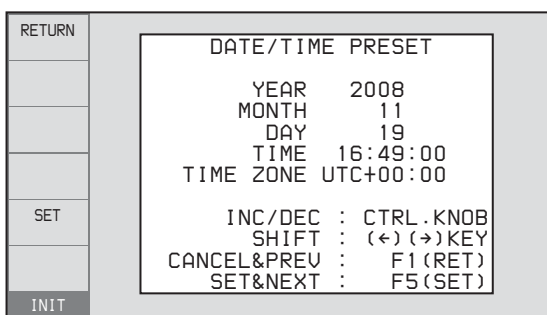 RETURN
SET
INIT
DATE/TIME PRESET
YEAR 2008
MONTH 11
DAY 19
TIME 16:49:00
TIME ZONE UTC+00:00
INC/DEC : CTRL.KNOB
SHIFT : (←)(→)KEY
CANCEL&PREV : F1(RET)
SET&NEXT : F5(SET)